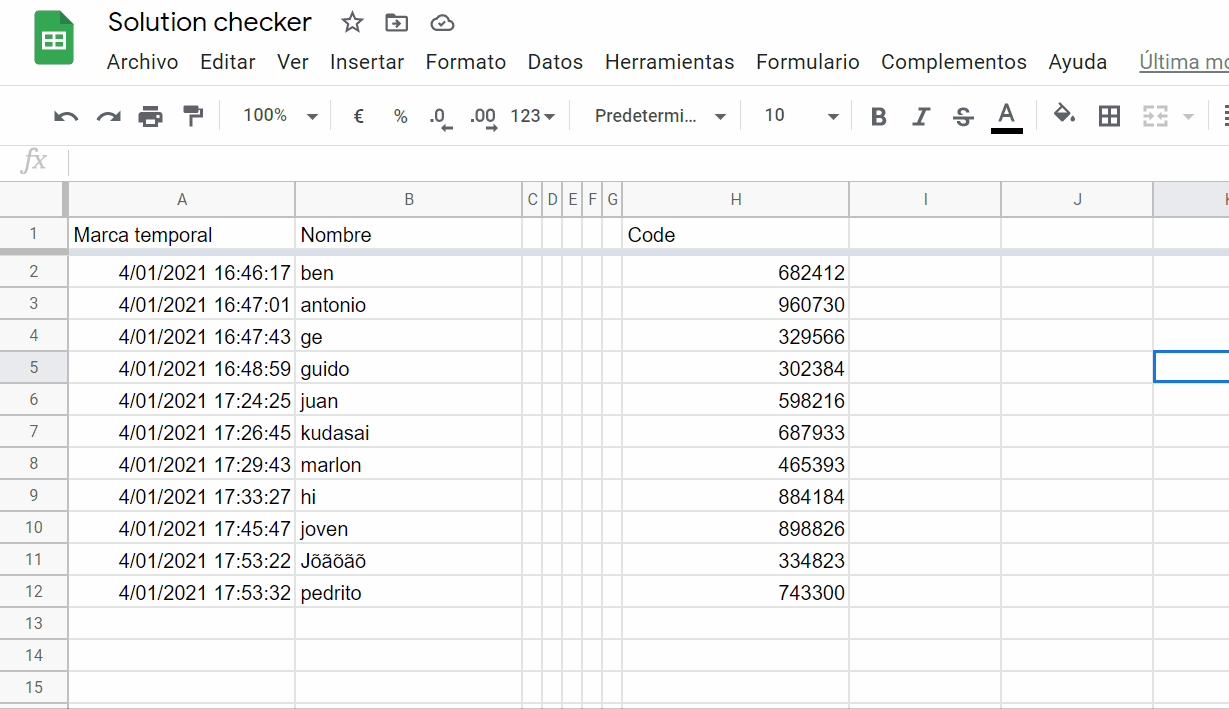 Solution checker
Archivo Editar Ver Insertar Formato Datos Herramientas Formulario Complementos Ayuda Última mo
100% € % .0 .00 123 Predetermi... 10 B I S A
fx
A B C D E F G H I J K
1 Marca temporal Nombre Code
2 4/01/2021 16:46:17 ben 682412
3 4/01/2021 16:47:01 antonio 960730
4 4/01/2021 16:47:43 ge 329566
5 4/01/2021 16:48:59 guido 302384
6 4/01/2021 17:24:25 juan 598216
7 4/01/2021 17:26:45 kudasai 687933
8 4/01/2021 17:29:43 marlon 465393
9 4/01/2021 17:33:27 hi 884184
10 4/01/2021 17:45:47 joven 898826
11 4/01/2021 17:53:22 Jõãõãõ 334823
12 4/01/2021 17:53:32 pedrito 743300
13
14
15